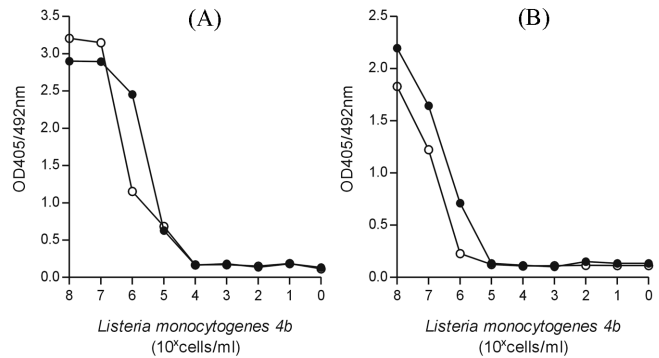 (A)
3.5
3.0
2.5
2.0
1.5
1.0
0.5
0.0
OD405/492nm
8 7 6 5 4 3 2 1 0
Listeria monocytogenes 4b
(10ˣcells/ml)
(B)
2.5
2.0
1.5
1.0
0.5
0.0
OD405/492nm
8 7 6 5 4 3 2 1 0
Listeria monocytogenes 4b
(10ˣcells/ml)